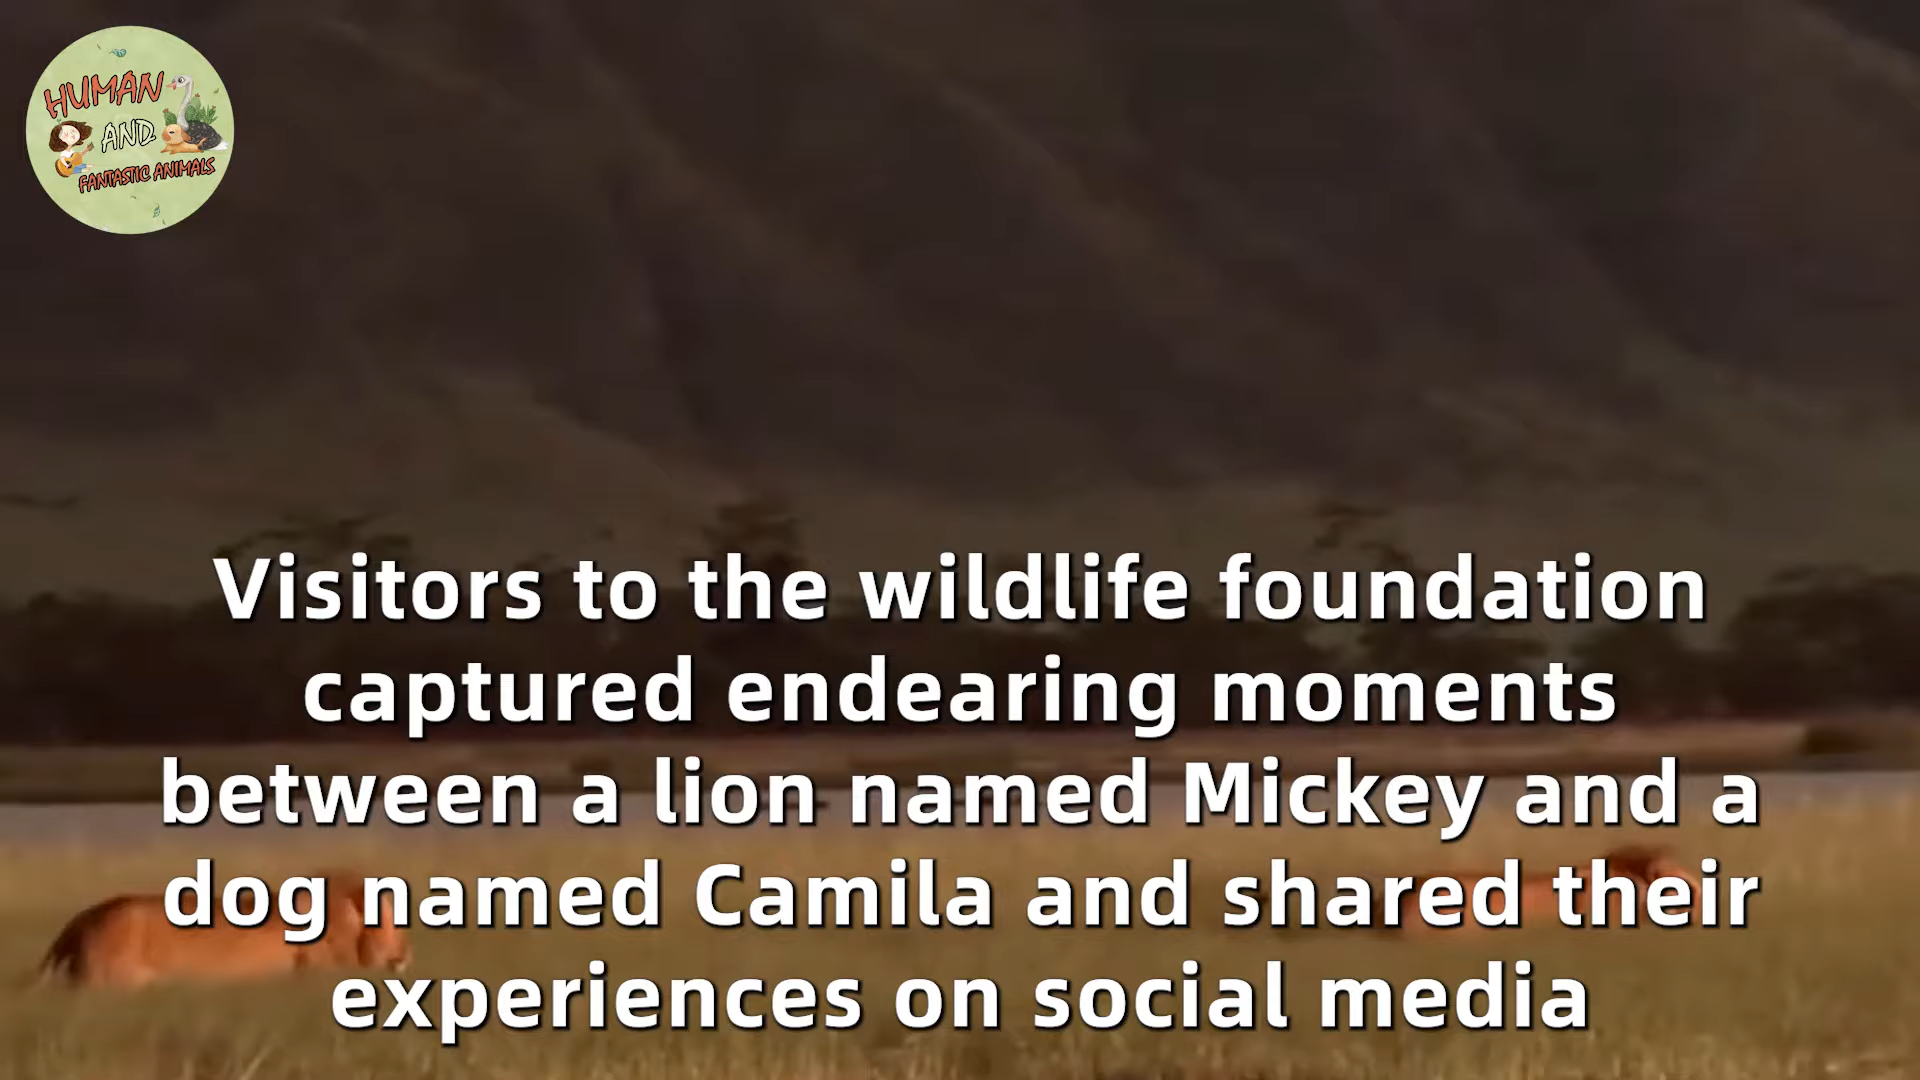 HUMAN
AND
FANTASTIC ANIMALS
Visitors to the wildlife foundation
captured endearing moments
between a lion named Mickey and a
dog named Camila and shared their
experiences on social media